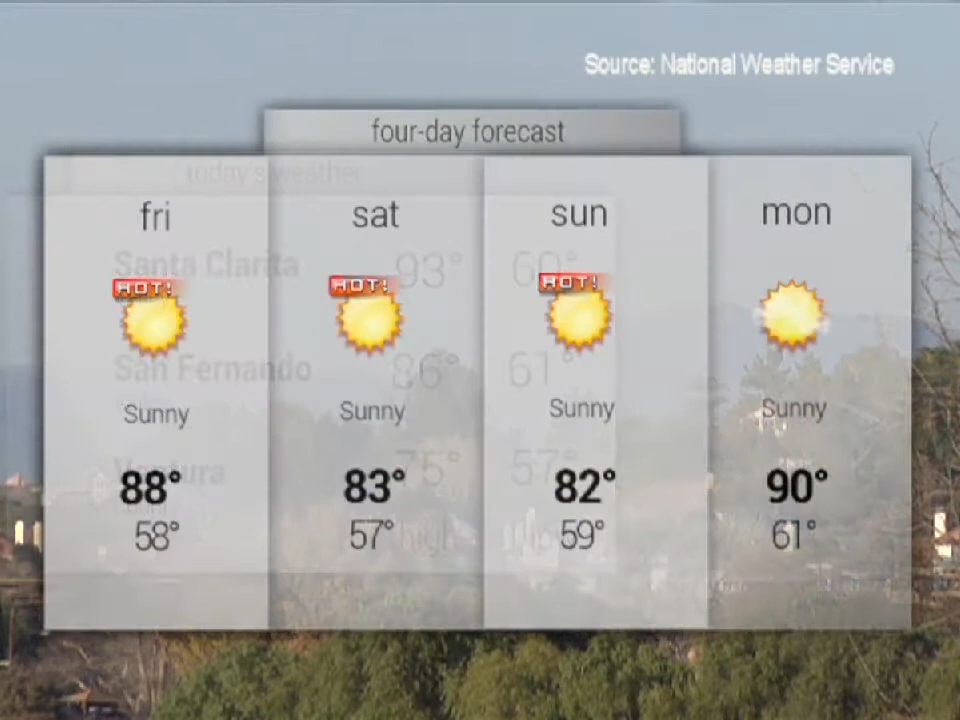 Source: National Weather Service
four-day forecast
today's weather
fri sat sun mon
Santa Clarita 93° 60°
HOT! HOT! HOT!
San Fernando 86° 61°
Sunny Sunny Sunny Sunny
Ventura 75° 57°
88° 83° 82° 90°
58° 57° 59° 61°
high